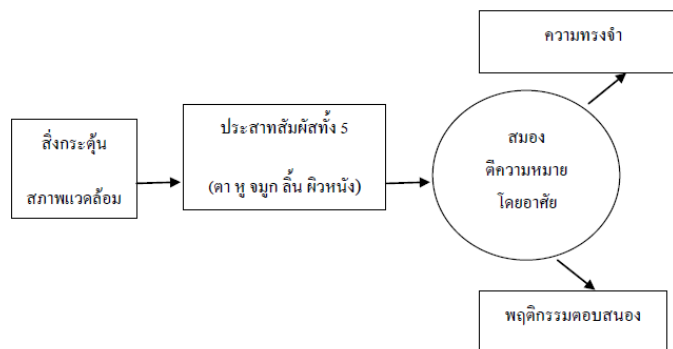 ความทรงจำ
สิ่งกระตุ้น
สภาพแวดล้อม
ประสาทสัมผัสทั้ง 5
(ตา หู จมูก ลิ้น ผิวหนัง)
สมอง
ตีความหมาย
โดยอาศัย
พฤติกรรมตอบสนอง